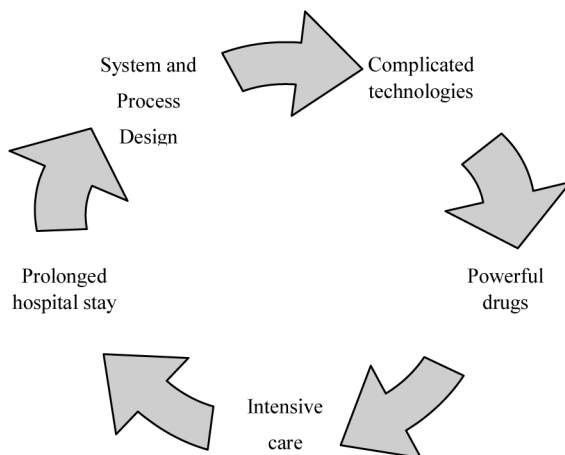 System and
Process
Design
Complicated
technologies
Powerful
drugs
Intensive
care
Prolonged
hospital stay